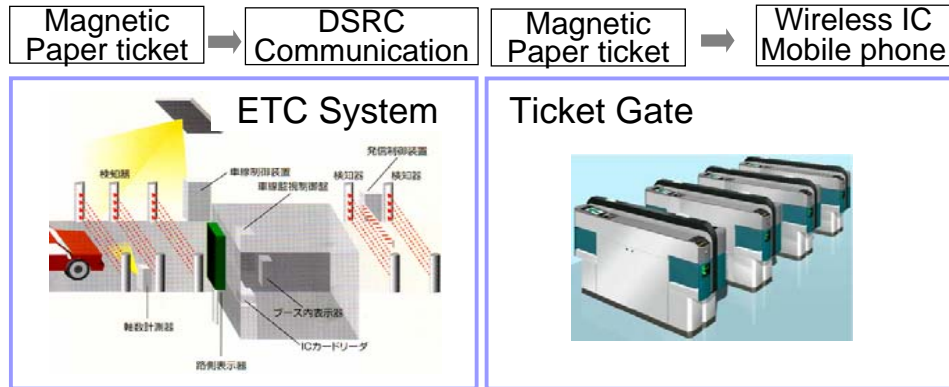 Magnetic
Paper ticket
DSRC
Communication
Magnetic
Paper ticket
Wireless IC
Mobile phone
ETC System
検知器
車線制御装置
車線監視制御盤
検知器
発信制御装置
検知器
軸数計測器
ブース内表示器
ICカードリーダ
路側表示器
Ticket Gate